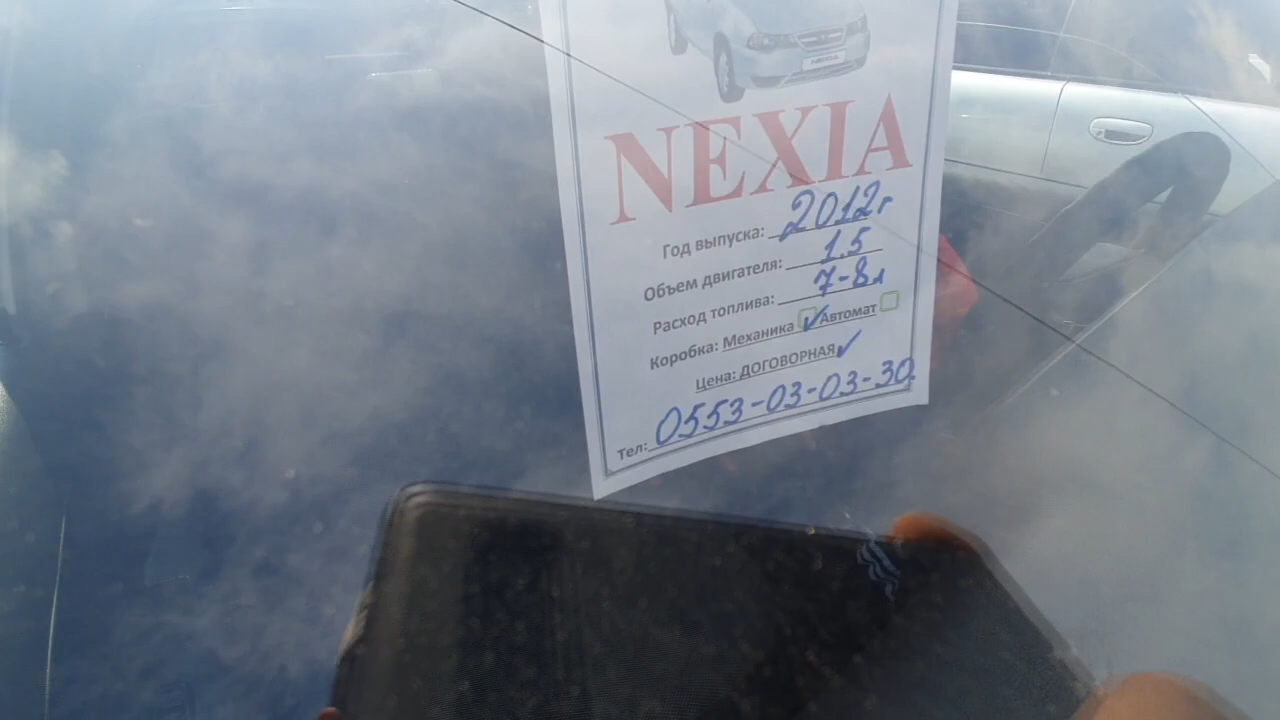 NEXIA
NEXIA
Год выпуска: 2012г
Объем двигателя: 1.5
Расход топлива: 7-8л
Коробка: Механика ✓ Автомат
Цена: ДОГОВОРНАЯ ✓
Тел: 0553-03-03-30.